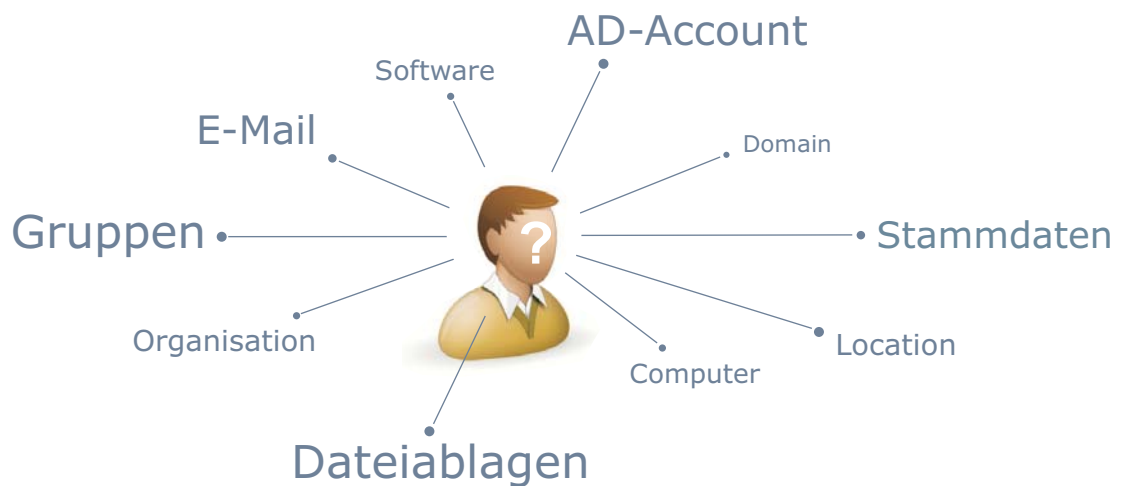 AD-Account
Software
E-Mail
Domain
Gruppen
?
Stammdaten
Organisation
Location
Computer
Dateiablagen